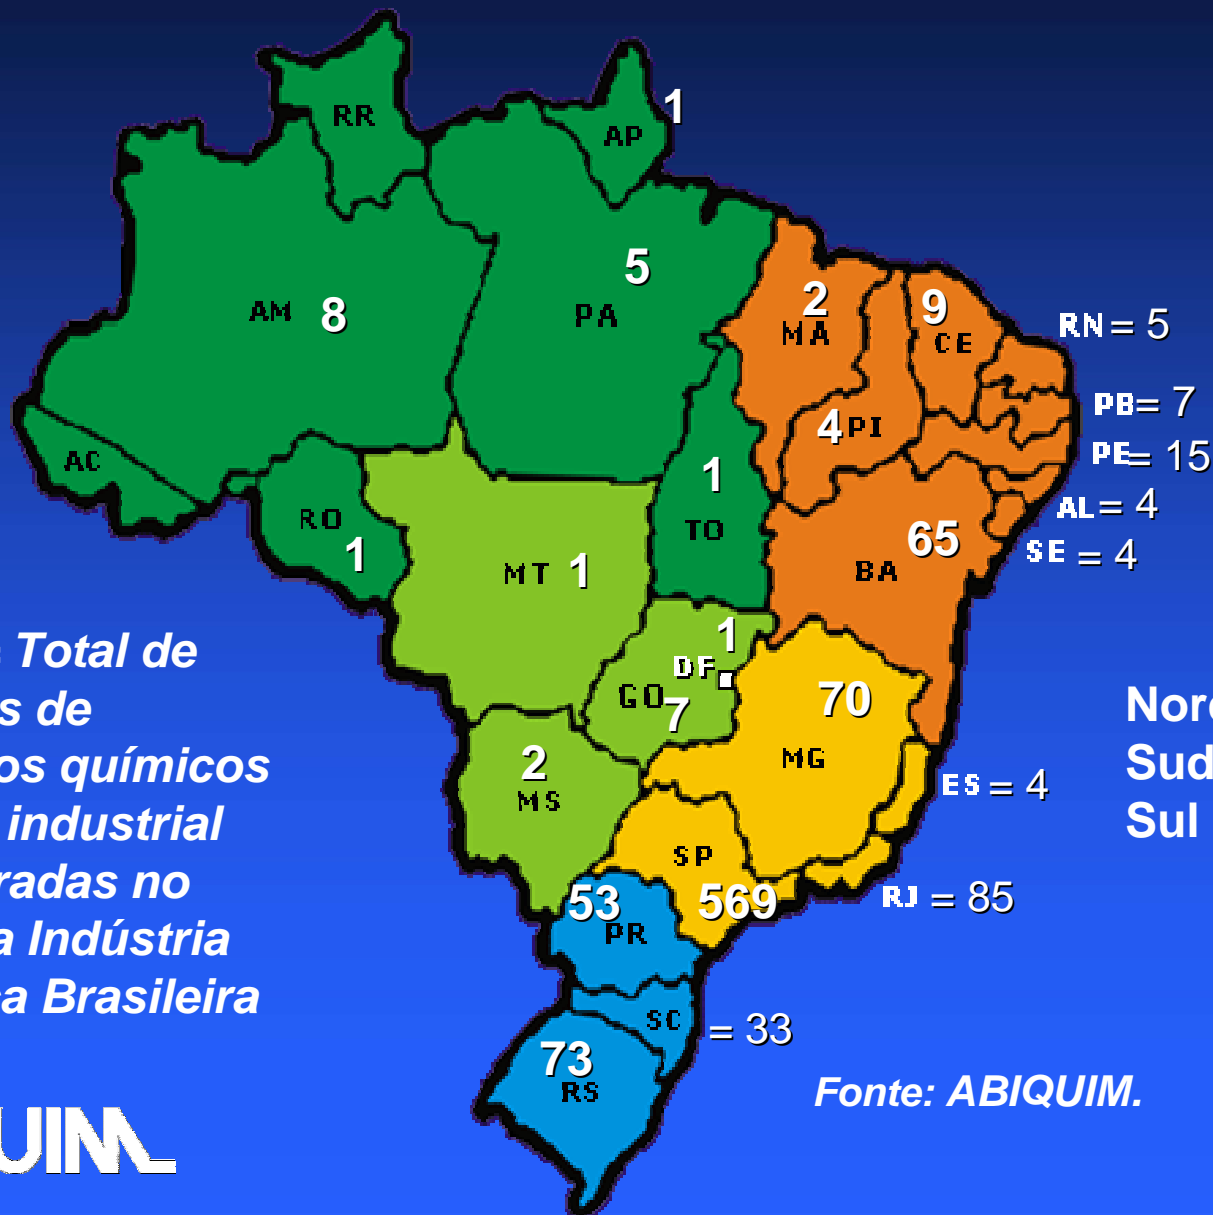 RR
AP
1
AM 8
5
PA
2
MA
9
CE
RN = 5
PB = 7
PE = 15
AL = 4
SE = 4
4 PI
AC
RO
1
MT 1
1
TO
65
BA
1
DF
GO
7
70
MG
2
MS
ES = 4
SP
569
RJ = 85
53
PR
SC = 33
73
RS
Total de
s de
os químicos
industrial
radas no
a Indústria
a Brasileira
Nor
Sud
Sul
Fonte: ABIQUIM.
UIM